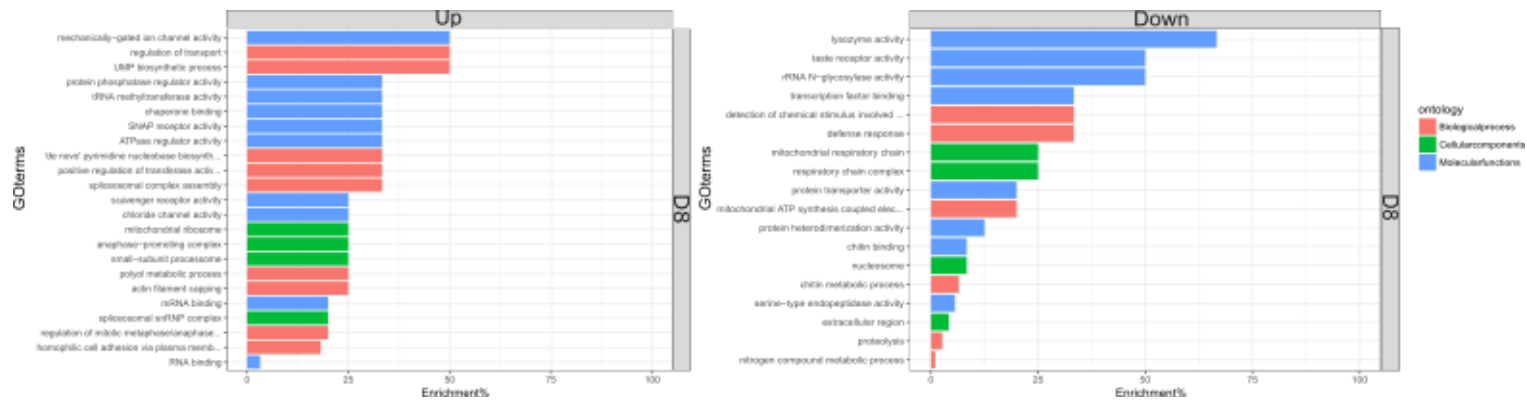 Up
GOterms
mechanically-gated ion channel activity
regulation of transport
UMP biosynthetic process
protein phosphatase regulator activity
tRNA methyltransferase activity
chaperone binding
SNAP receptor activity
ATPase regulator activity
'de novo' pyrimidine nucleobase biosynth...
positive regulation of transferase activ...
spliceosomal complex assembly
scavenger receptor activity
chloride channel activity
mitochondrial ribosome
anaphase-promoting complex
small-subunit processome
polyol metabolic process
actin filament capping
mRNA binding
spliceosomal snRNP complex
regulation of mitotic metaphase/anaphase...
homophilic cell adhesion via plasma memb...
RNA binding
D8
0 25 50 75 100
Enrichment%
Down
GOterms
lysozyme activity
taste receptor activity
rRNA N-glycosylase activity
transcription factor binding
detection of chemical stimulus involved ...
defense response
mitochondrial respiratory chain
respiratory chain complex
protein transporter activity
mitochondrial ATP synthesis coupled elec...
protein heterodimerization activity
chitin binding
nucleosome
chitin metabolic process
serine-type endopeptidase activity
extracellular region
proteolysis
nitrogen compound metabolic process
D8
0 25 50 75 100
Enrichment%
ontology
Biologicalprocess
Cellularcomponents
Molecularfunctions